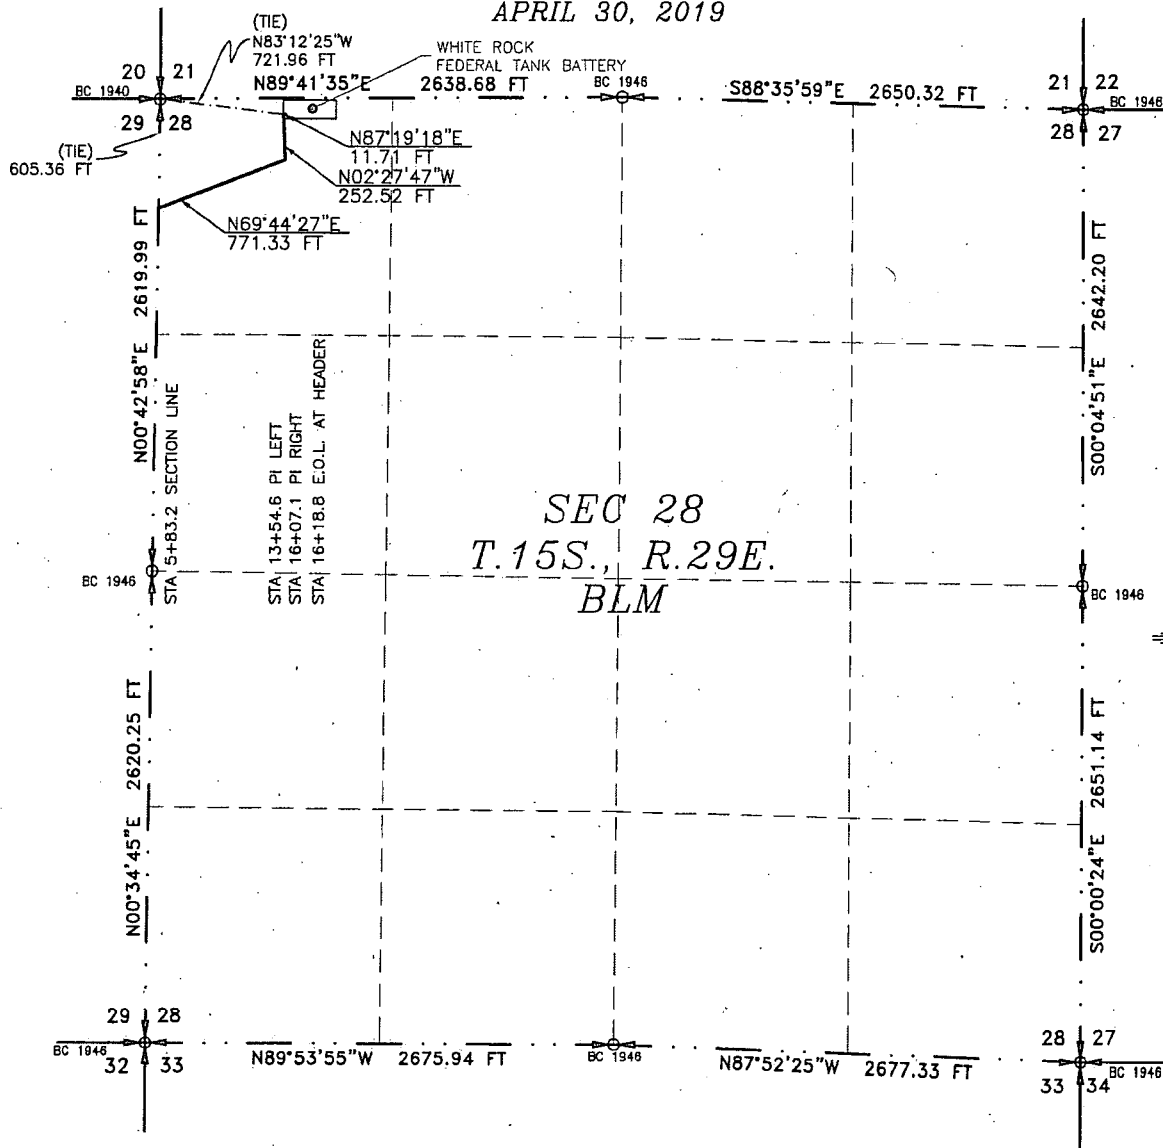 APRIL 30, 2019
(TIE)
N83°12'25"W
721.96 FT
WHITE ROCK
FEDERAL TANK BATTERY
20 21
BC 1940
N89°41'35"E 2638.68 FT
BC 1946
S88°35'59"E 2650.32 FT
21 22
BC 1946
29 28
28 27
(TIE)
605.36 FT
N87°19'18"E
11.71 FT
N02°27'47"W
252.52 FT
N69°44'27"E
771.33 FT
N00°42'58"E 2619.99 FT
S00°04'51"E 2642.20 FT
STA 5+83.2 SECTION LINE
STA 13+54.6 PI LEFT
STA 16+07.1 PI RIGHT
STA 16+18.8 E.O.L. AT HEADER
SEC 28
T.15S., R.29E.
BLM
BC 1946
BC 1946
N00°34'45"E 2620.25 FT
S00°00'24"E 2651.14 FT
29 28
BC 1946
32 33
N89°53'55"W 2675.94 FT
BC 1946
N87°52'25"W 2677.33 FT
28 27
BC 1946
33 34